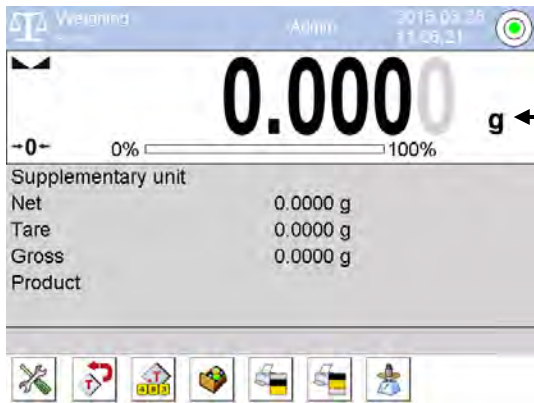 Weighing
Admin
2015.03.25
11:06:21
0.0000 g
→0←
0% 100%
Supplementary unit
Net 0.0000 g
Tare 0.0000 g
Gross 0.0000 g
Product
T
T